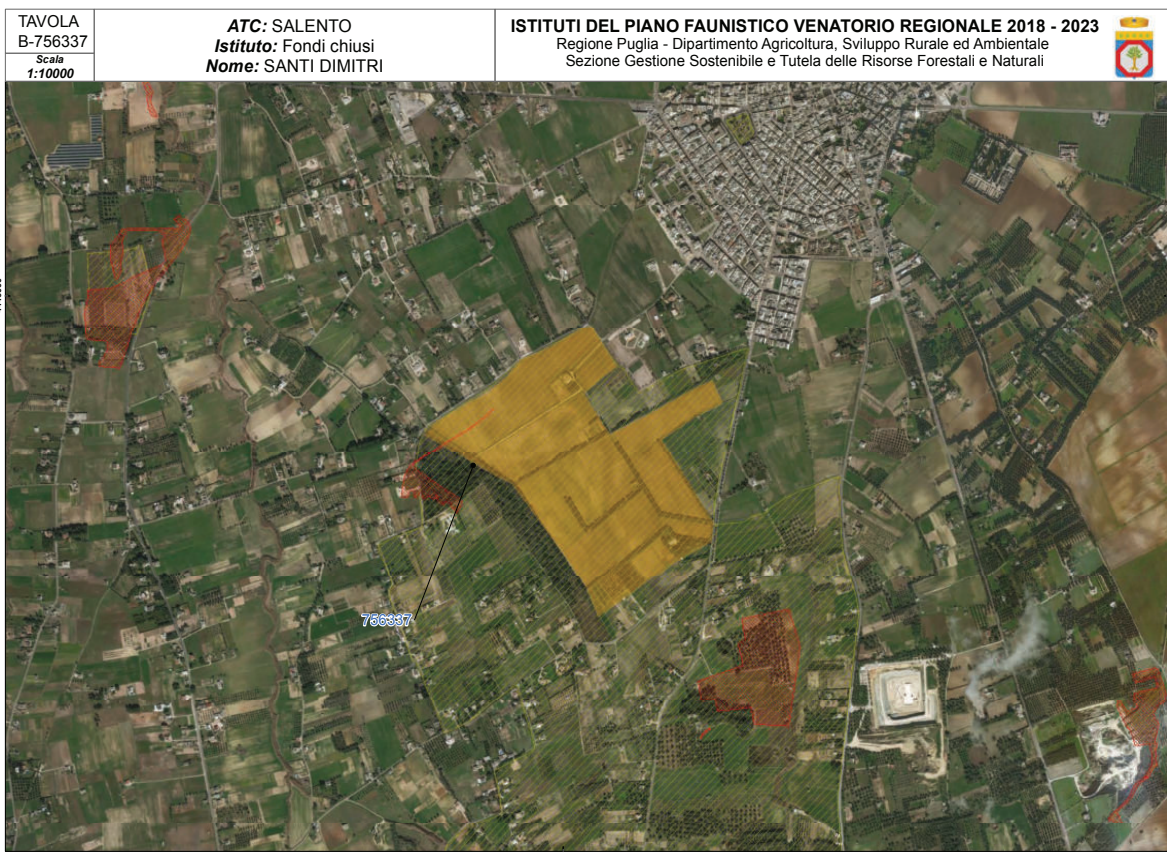 TAVOLA
B-756337
Scala
1:10000
ATC: SALENTO
Istituto: Fondi chiusi
Nome: SANTI DIMITRI
ISTITUTI DEL PIANO FAUNISTICO VENATORIO REGIONALE 2018 - 2023
Regione Puglia - Dipartimento Agricoltura, Sviluppo Rurale ed Ambientale
Sezione Gestione Sostenibile e Tutela delle Risorse Forestali e Naturali
756337